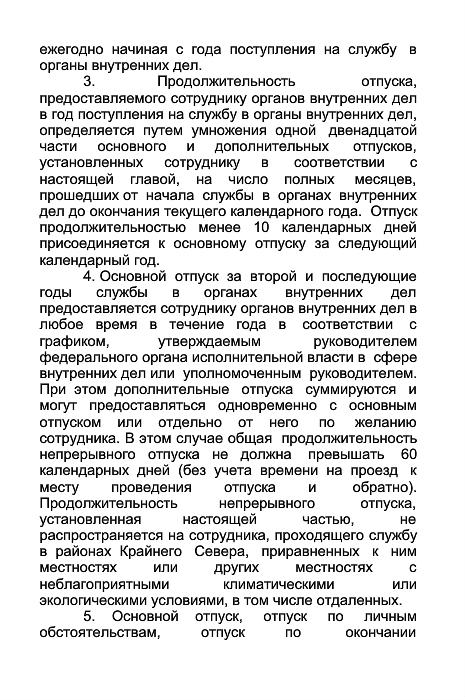 ежегодно начиная с года поступления на службу в
органы внутренних дел.
3. Продолжительность отпуска,
предоставляемого сотруднику органов внутренних дел
в год поступления на службу в органы внутренних дел,
определяется путем умножения одной двенадцатой
части основного и дополнительных отпусков,
установленных сотруднику в соответствии с
настоящей главой, на число полных месяцев,
прошедших от начала службы в органах внутренних
дел до окончания текущего календарного года. Отпуск
продолжительностью менее 10 календарных дней
присоединяется к основному отпуску за следующий
календарный год.
4. Основной отпуск за второй и последующие
годы службы в органах внутренних дел
предоставляется сотруднику органов внутренних дел в
любое время в течение года в соответствии с
графиком, утверждаемым руководителем
федерального органа исполнительной власти в сфере
внутренних дел или уполномоченным руководителем.
При этом дополнительные отпуска суммируются и
могут предоставляться одновременно с основным
отпуском или отдельно от него по желанию
сотрудника. В этом случае общая продолжительность
непрерывного отпуска не должна превышать 60
календарных дней (без учета времени на проезд к
месту проведения отпуска и обратно).
Продолжительность непрерывного отпуска,
установленная настоящей частью, не
распространяется на сотрудника, проходящего службу
в районах Крайнего Севера, приравненных к ним
местностях или других местностях с
неблагоприятными климатическими или
экологическими условиями, в том числе отдаленных.
5. Основной отпуск, отпуск по личным
обстоятельствам, отпуск по окончании